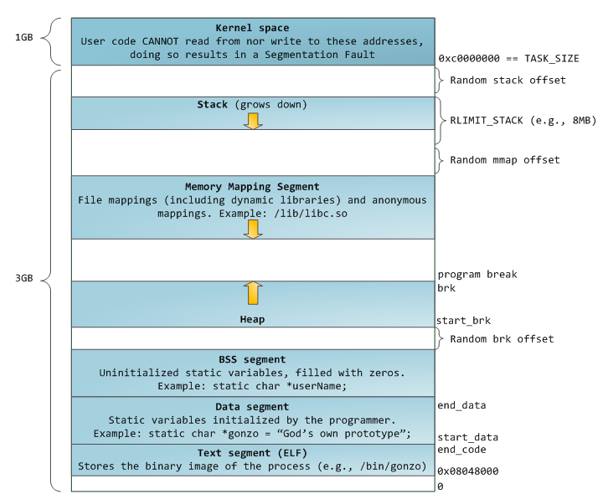 Kernel space
1GB
User code CANNOT read from nor write to these addresses,
doing so results in a Segmentation Fault
0xc0000000 == TASK_SIZE
Random stack offset
Stack (grows down)
RLIMIT_STACK (e.g., 8MB)
Random mmap offset
Memory Mapping Segment
File mappings (including dynamic libraries) and anonymous
mappings. Example: /lib/libc.so
3GB
program break
brk
Heap
start_brk
Random brk offset
BSS segment
Uninitialized static variables, filled with zeros.
Example: static char *userName;
Data segment
end_data
Static variables initialized by the programmer.
Example: static char *gonzo = “God’s own prototype”;
start_data
end_code
Text segment (ELF)
Stores the binary image of the process (e.g., /bin/gonzo)
0x08048000
0